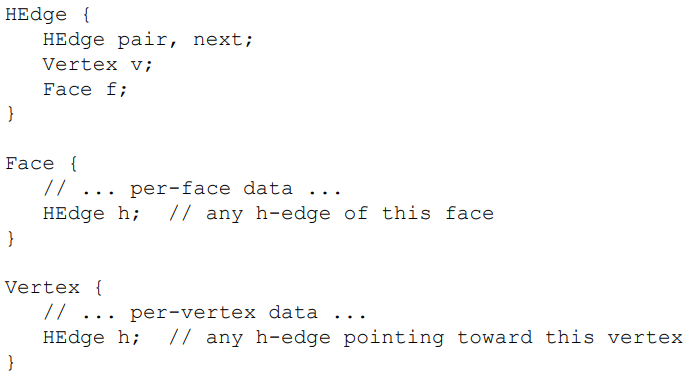 HEdge {
   HEdge pair, next;
   Vertex v;
   Face f;
}

Face {
   // ... per-face data ...
   HEdge h;  // any h-edge of this face
}

Vertex {
   // ... per-vertex data ...
   HEdge h;  // any h-edge pointing toward this vertex
}